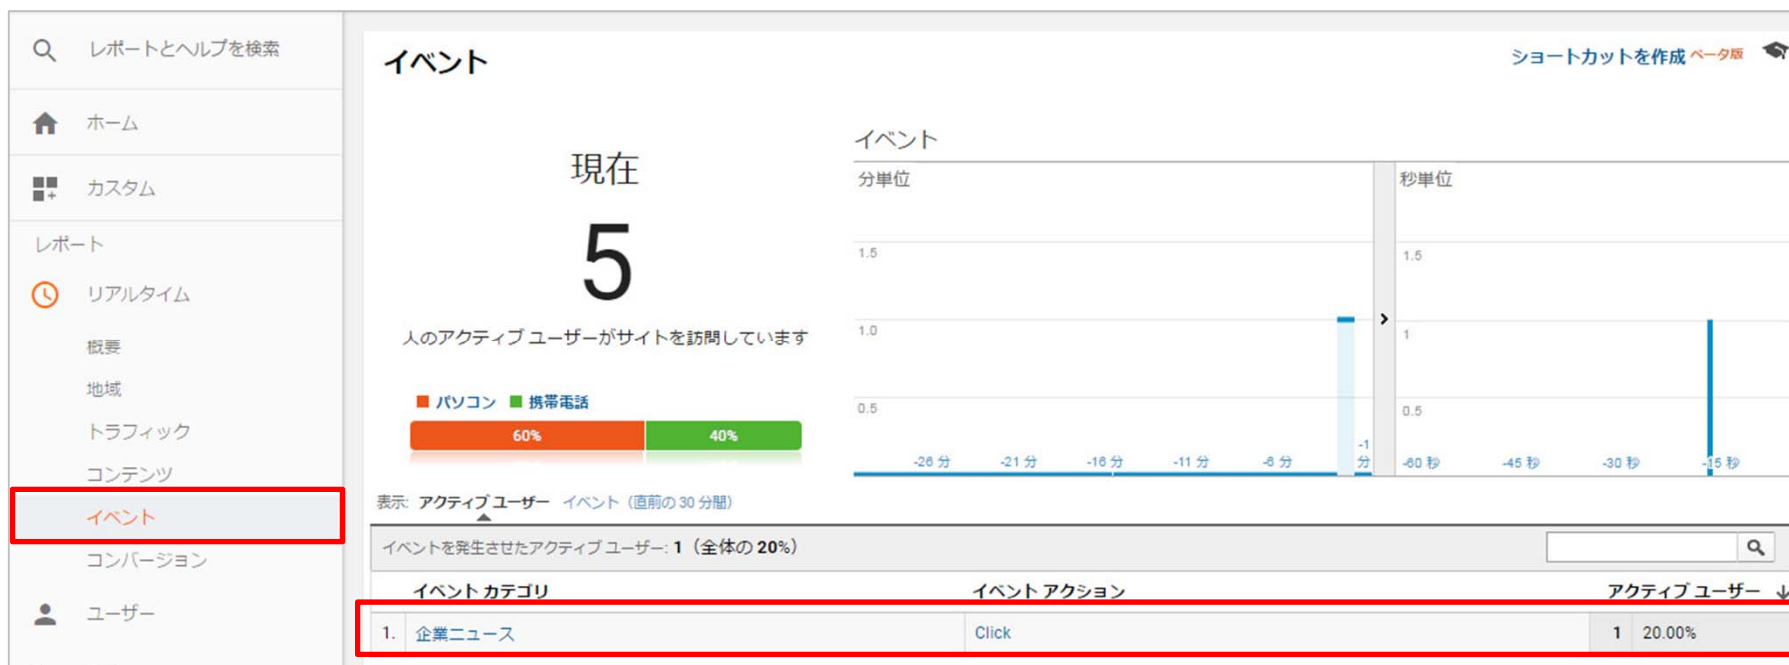 レポートとヘルプを検索
ホーム
カスタム
レポート
リアルタイム
概要
地域
トラフィック
コンテンツ
イベント
コンバージョン
ユーザー
イベント
ショートカットを作成 ベータ版
現在
5
人のアクティブ ユーザーがサイトを訪問しています
パソコン 携帯電話
60% 40%
イベント
分単位
1.5
1.0
0.5
-26 分 -21 分 -16 分 -11 分 -6 分 -1 分
秒単位
1.5
1
0.5
-60 秒 -45 秒 -30 秒 -15 秒
表示: アクティブ ユーザー イベント（直前の 30 分間）
イベントを発生させたアクティブ ユーザー: 1（全体の 20%）
イベント カテゴリ イベント アクション アクティブ ユーザー
1. 企業ニュース Click 1 20.00%